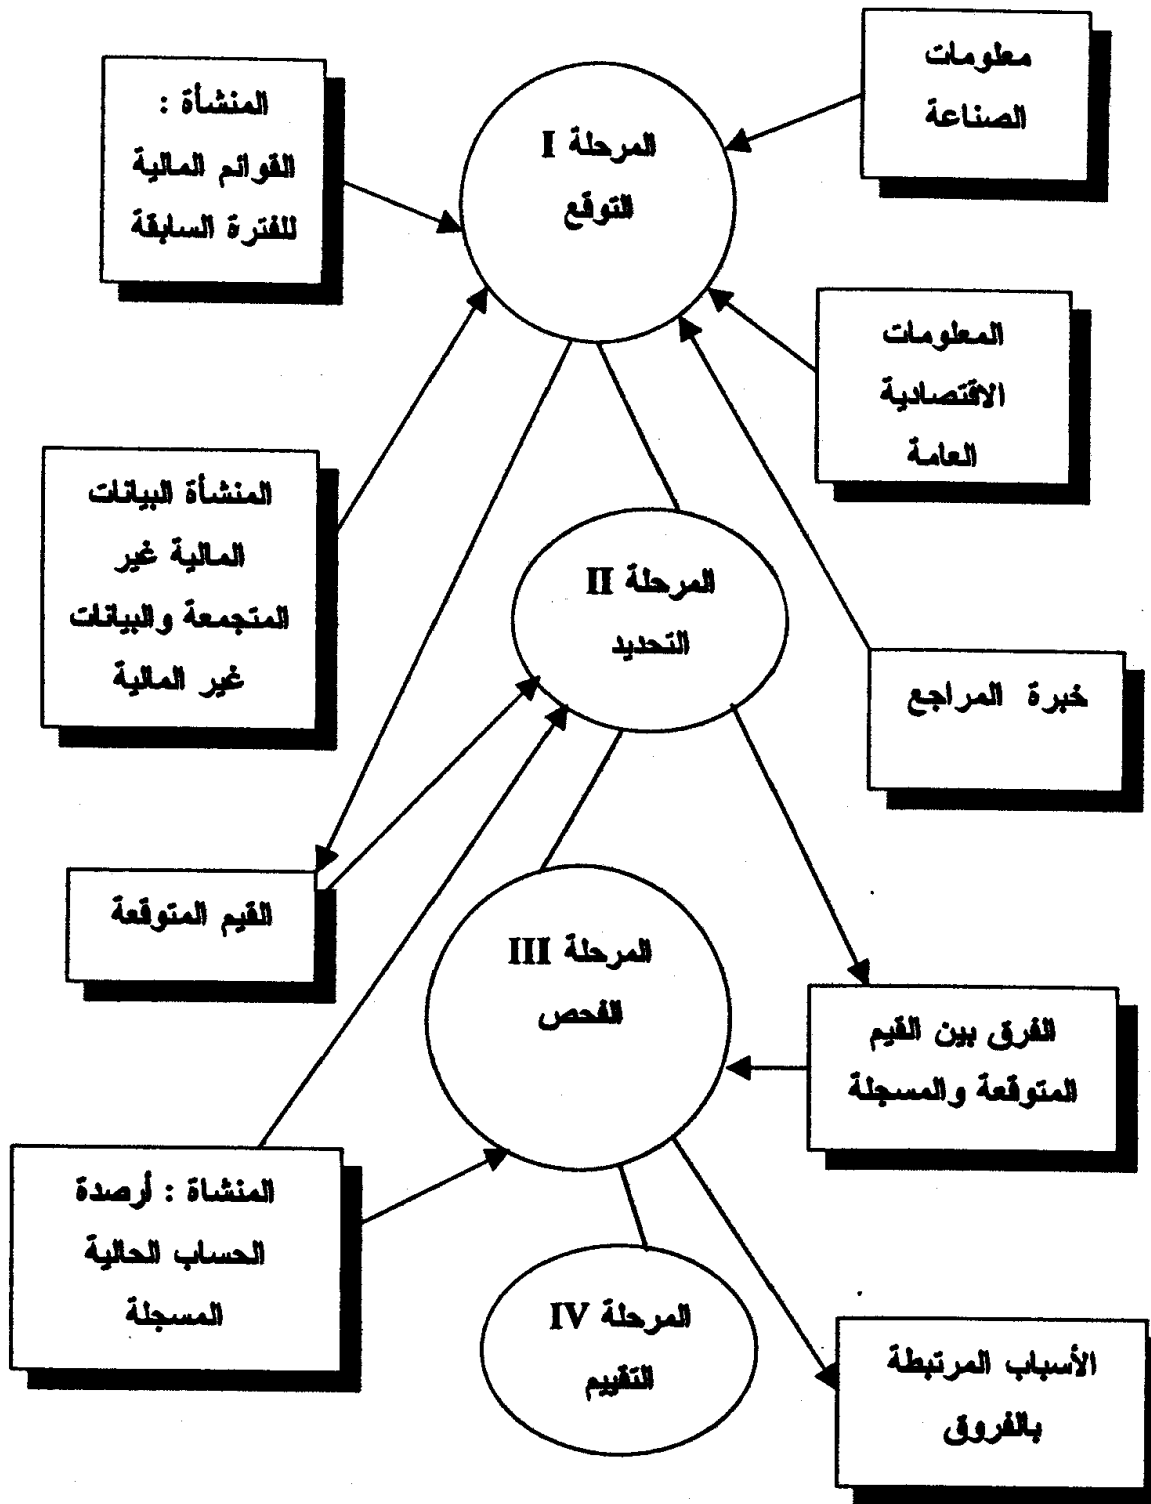 معلومات
الصناعة
المنشأة :
القوائم المالية
للفترة السابقة
المرحلة I
التوقع
المعلومات
الاقتصادية
العامة
المنشأة البيانات
المالية غير
المتجمعة والبيانات
غير المالية
المرحلة II
التحديد
خبرة المراجع
القيم المتوقعة
المرحلة III
الفحص
الفرق بين القيم
المتوقعة والمسجلة
المنشاة : أرصدة
الحساب الحالية
المسجلة
المرحلة IV
التقييم
الأسباب المرتبطة
بالفروق